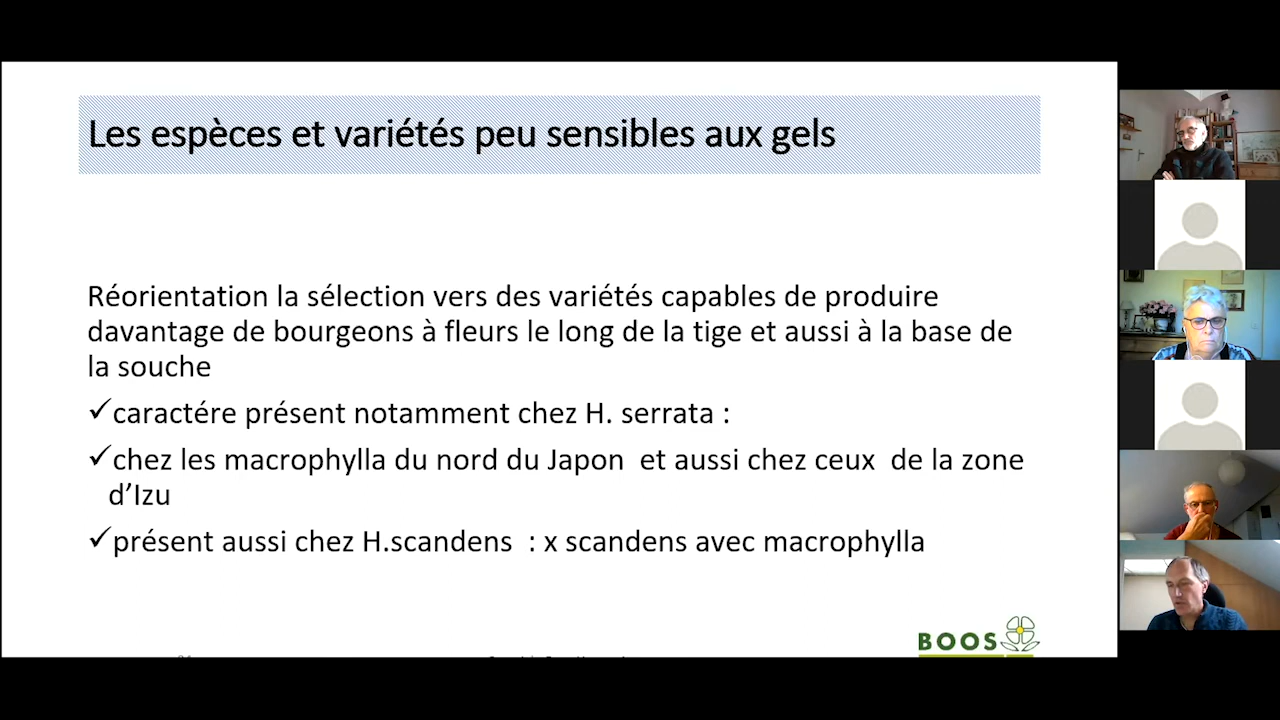 Les espèces et variétés peu sensibles aux gels
Réorientation la sélection vers des variétés capables de produire
davantage de bourgeons à fleurs le long de la tige et aussi à la base de
la souche
✓caractére présent notamment chez H. serrata :
✓chez les macrophylla du nord du Japon et aussi chez ceux de la zone
d’Izu
✓présent aussi chez H.scandens : x scandens avec macrophylla
BOOS